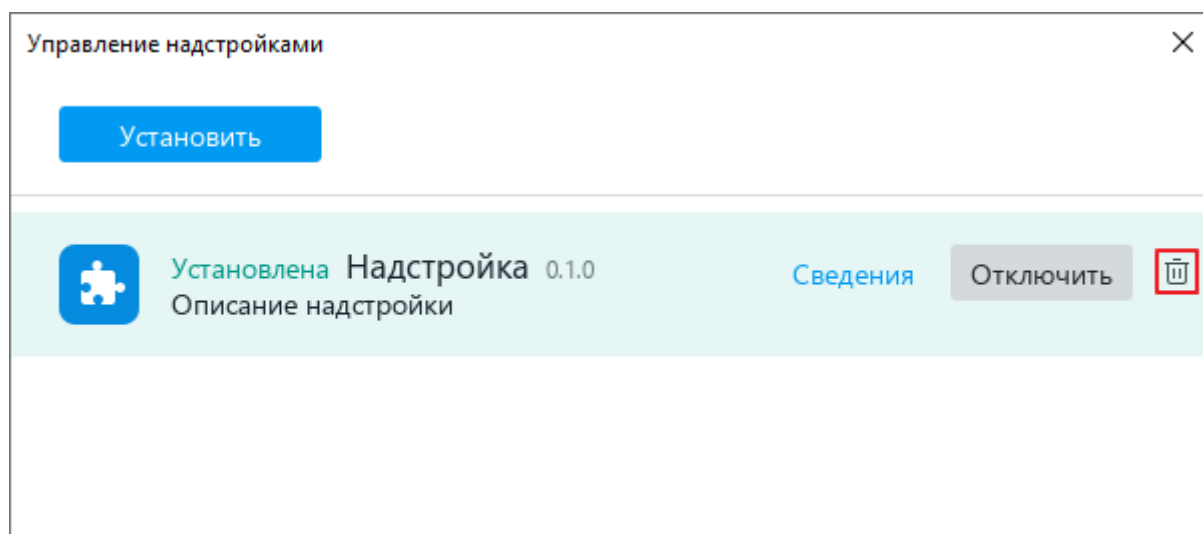 Управление надстройками
Установить
Установлена Надстройка 0.1.0 Сведения Отключить
Описание надстройки